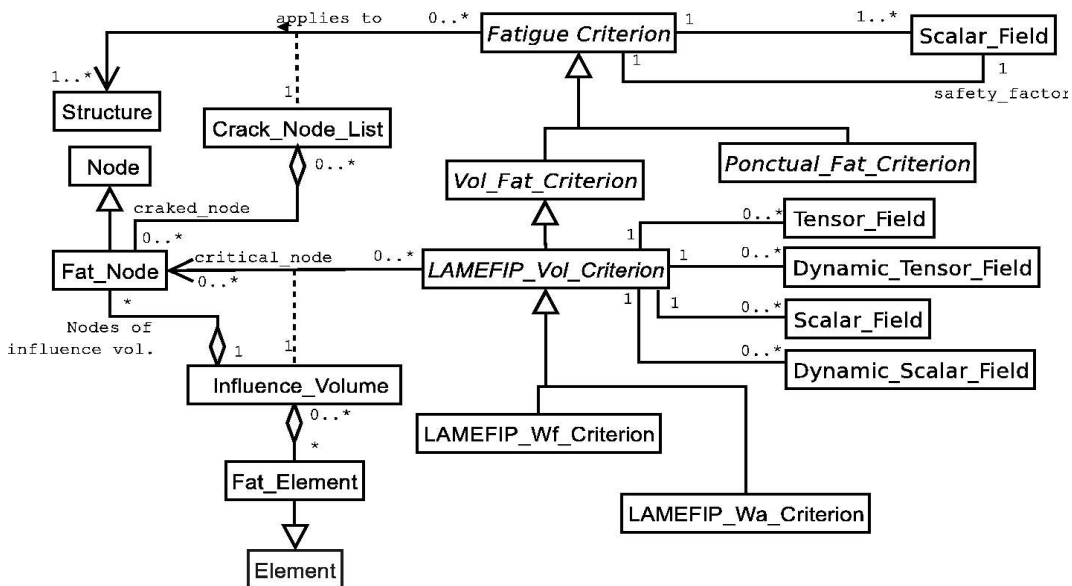 applies to
0..*
Fatigue Criterion
1
1..*
Scalar_Field
1
1
safety_factor
1..*
Structure
1
Crack_Node_List
0..*
Node
Vol_Fat_Criterion
Ponctual_Fat_Criterion
craked_node
0..*
Fat_Node
critical_node
0..*
0..*
LAMEFIP_Vol_Criterion
1
0..*
Tensor_Field
1
0..*
Dynamic_Tensor_Field
1
0..*
Scalar_Field
1
0..*
Dynamic_Scalar_Field
*
Nodes of
influence vol.
1
1
Influence_Volume
0..*
*
Fat_Element
Element
LAMEFIP_Wf_Criterion
LAMEFIP_Wa_Criterion